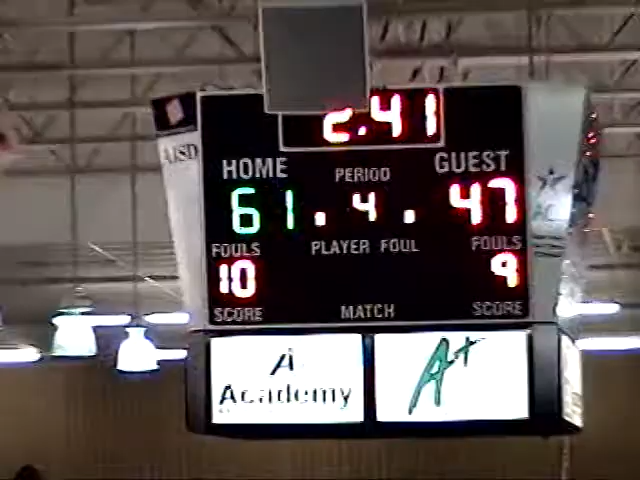 2.41
AISD
HOME PERIOD GUEST
61 . 4 . 47
FOULS PLAYER FOUL FOULS
10 9
SCORE MATCH SCORE
A
Academy
A+